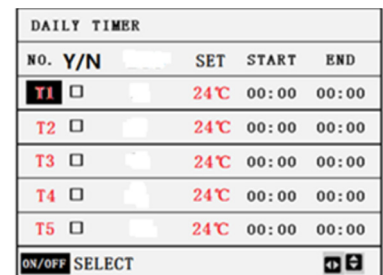 DAILY TIMER
NO. Y/N SET START END
T1 □ 24℃ 00:00 00:00
T2 □ 24℃ 00:00 00:00
T3 □ 24℃ 00:00 00:00
T4 □ 24℃ 00:00 00:00
T5 □ 24℃ 00:00 00:00
ON/OFF SELECT